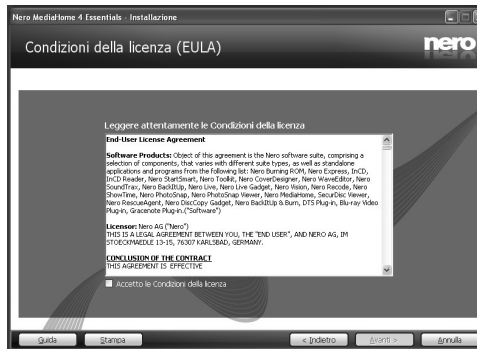 Nero MediaHome 4 Essentials - Installazione
Condizioni della licenza (EULA)
nero
Leggere attentamente le Condizioni della licenza
End-User License Agreement
Software Products: Object of this agreement is the Nero software suite, comprising a
selection of components, that varies with different suite types, as well as standalone
applications and programs from the following list: Nero Burning ROM, Nero Express, InCD,
InCD Reader, Nero StartSmart, Nero Toolkit, Nero CoverDesigner, Nero WaveEditor, Nero
SoundTrax, Nero BackItUp, Nero Live, Nero Live Gadget, Nero Vision, Nero Recode, Nero
ShowTime, Nero PhotoSnap, Nero PhotoSnap Viewer, Nero MediaHome, SecurDisc Viewer,
Nero RescueAgent, Nero DiscCopy Gadget, Nero BackItUp & Burn, DTS Plug-in, Blu-ray Video
Plug-in, Gracenote Plug-in.("Software")
Licensor: Nero AG ("Nero")
THIS IS A LEGAL AGREEMENT BETWEEN YOU, THE "END USER", AND NERO AG, IM
STOECKMAEDLE 13-15, 76307 KARLSBAD, GERMANY.
CONCLUSION OF THE CONTRACT
THIS AGREEMENT IS EFFECTIVE
Accetto le Condizioni della licenza
Guida
Stampa
< Indietro
Avanti >
Annulla